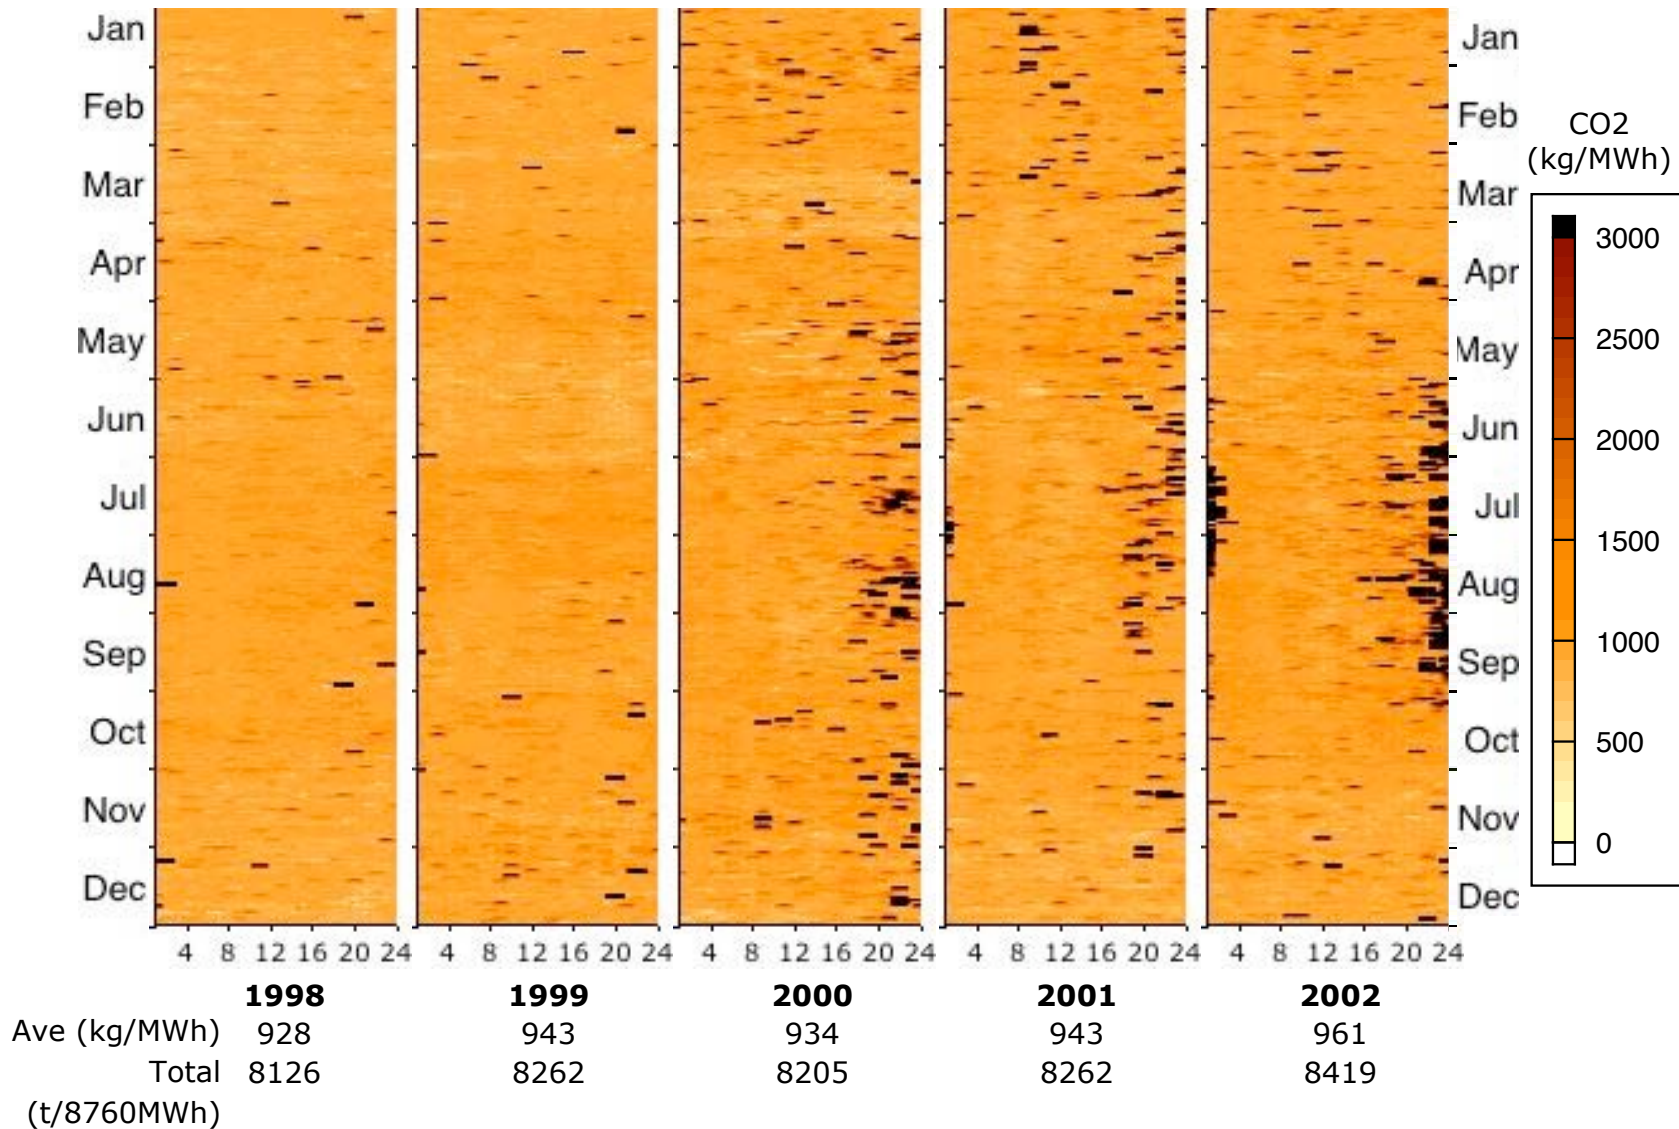 Jan
Feb
Mar
Apr
May
Jun
Jul
Aug
Sep
Oct
Nov
Dec
Jan
Feb
Mar
Apr
May
Jun
Jul
Aug
Sep
Oct
Nov
Dec
CO2
(kg/MWh)
3000
2500
2000
1500
1000
500
0
4 8 12 16 20 24 4 8 12 16 20 24 4 8 12 16 20 24 4 8 12 16 20 24 4 8 12 16 20 24
1998 1999 2000 2001 2002
Ave (kg/MWh) 928 943 934 943 961
Total 8126 8262 8205 8262 8419
(t/8760MWh)